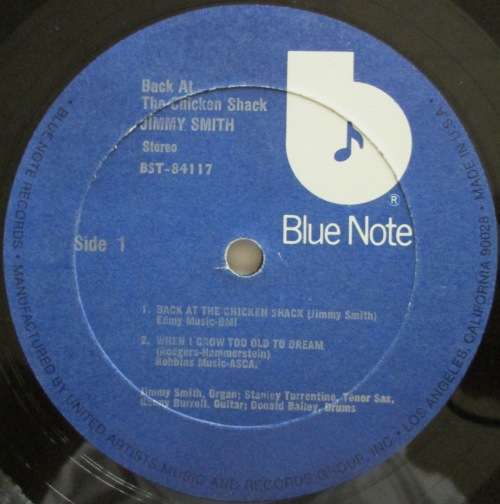 Back At
The Chicken Shack
JIMMY SMITH
Stereo
BST-84117
®
Blue Note
Side 1
1. BACK AT THE CHICKEN SHACK (Jimmy Smith)
Edmy Music-BMI
2. WHEN I GROW TOO OLD TO DREAM
(Rodgers-Hammerstein)
Robbins Music-ASCA.
Jimmy Smith, Organ; Stanley Turrentine, Tenor Sax,
Kenny Burrell, Guitar; Donald Bailey, Drums
• BLUE NOTE RECORDS • MANUFACTURED BY UNITED ARTISTS MUSIC AND RECORDS GROUP, INC • LOS ANGELES, CALIFORNIA 90028 • MADE IN U.S.A.